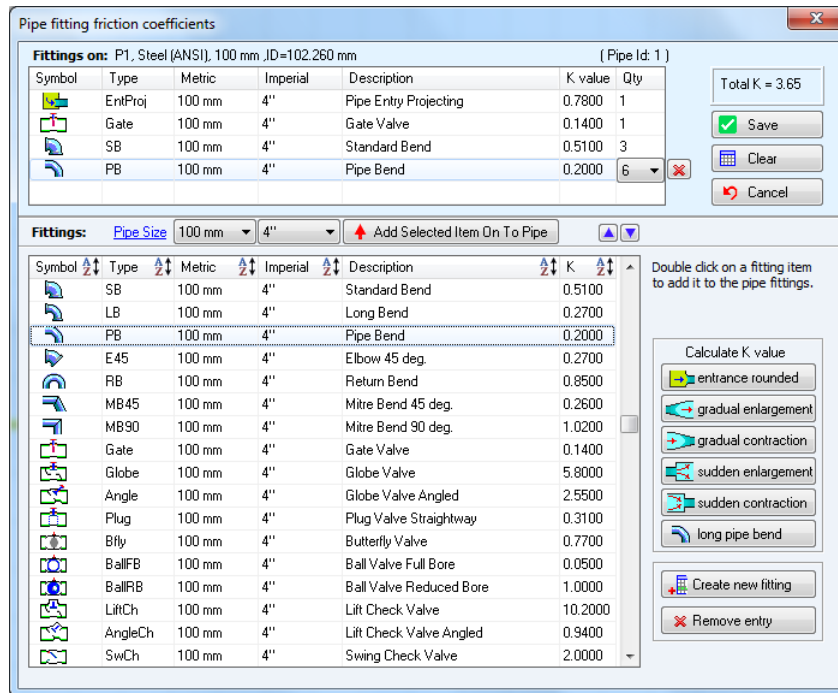 Pipe fitting friction coefficients
Fittings on: P1, Steel (ANSI), 100 mm ,ID=102.260 mm ( Pipe Id: 1 )
Symbol Type Metric Imperial Description K value Qty
EntProj 100 mm 4'' Pipe Entry Projecting 0.7800 1
Gate 100 mm 4'' Gate Valve 0.1400 1
SB 100 mm 4'' Standard Bend 0.5100 3
PB 100 mm 4'' Pipe Bend 0.2000 6
Total K = 3.65
Save
Clear
Cancel
Fittings: Pipe Size 100 mm 4'' Add Selected Item On To Pipe
Symbol Type Metric Imperial Description K
SB 100 mm 4'' Standard Bend 0.5100
LB 100 mm 4'' Long Bend 0.2700
PB 100 mm 4'' Pipe Bend 0.2000
E45 100 mm 4'' Elbow 45 deg. 0.2700
RB 100 mm 4'' Return Bend 0.8500
MB45 100 mm 4'' Mitre Bend 45 deg. 0.2600
MB90 100 mm 4'' Mitre Bend 90 deg. 1.0200
Gate 100 mm 4'' Gate Valve 0.1400
Globe 100 mm 4'' Globe Valve 5.8000
Angle 100 mm 4'' Globe Valve Angled 2.5500
Plug 100 mm 4'' Plug Valve Straightway 0.3100
Bfly 100 mm 4'' Butterfly Valve 0.7700
BallFB 100 mm 4'' Ball Valve Full Bore 0.0500
BallRB 100 mm 4'' Ball Valve Reduced Bore 1.0000
LiftCh 100 mm 4'' Lift Check Valve 10.2000
AngleCh 100 mm 4'' Lift Check Valve Angled 0.9400
SwCh 100 mm 4'' Swing Check Valve 2.0000
Double click on a fitting item
to add it to the pipe fittings.
Calculate K value
entrance rounded
gradual enlargement
gradual contraction
sudden enlargement
sudden contraction
long pipe bend
Create new fitting
Remove entry